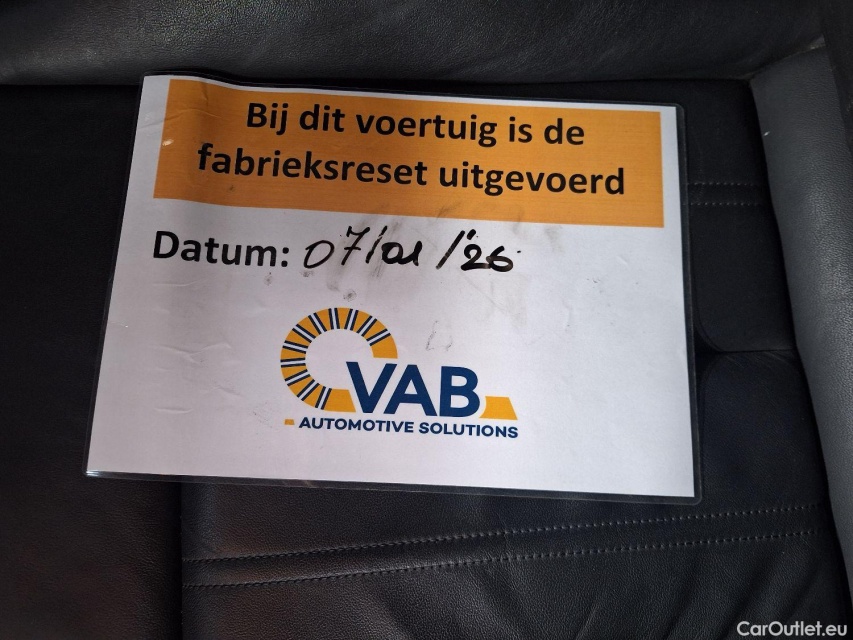 Bij dit voertuig is de
fabrieksreset uitgevoerd
Datum: 07/01/'26
VAB
AUTOMOTIVE SOLUTIONS
CarOutlet.eu